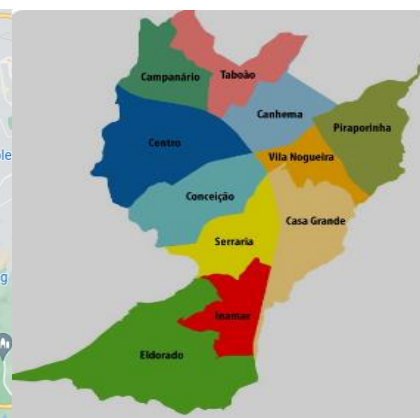 Campanário
Taboão
Canhema
Piraporinha
Centro
Vila Nogueira
Conceição
Casa Grande
Serraria
Inamar
Eldorado